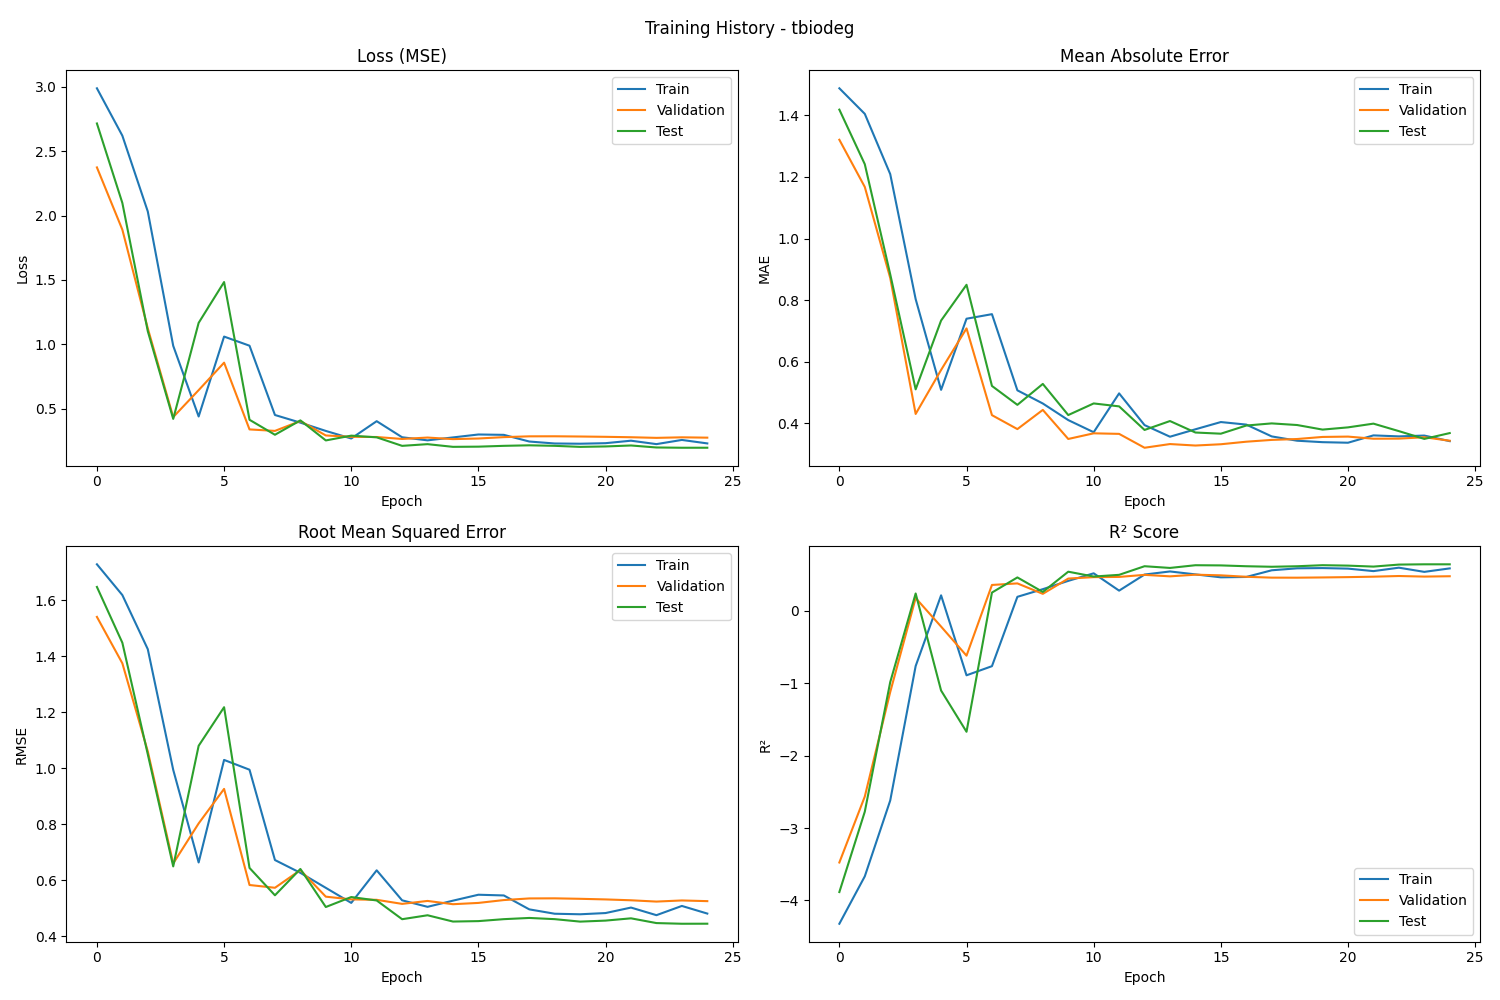 Training History - tbiodeg
Loss (MSE)
3.0
2.5
2.0
1.5
1.0
0.5
Loss
0 5 10 15 20 25
Epoch
Train
Validation
Test
Mean Absolute Error
1.4
1.2
1.0
0.8
0.6
0.4
MAE
0 5 10 15 20 25
Epoch
Train
Validation
Test
Root Mean Squared Error
1.6
1.4
1.2
1.0
0.8
0.6
0.4
RMSE
0 5 10 15 20 25
Epoch
Train
Validation
Test
R² Score
0
−1
−2
−3
−4
R²
0 5 10 15 20 25
Epoch
Train
Validation
Test